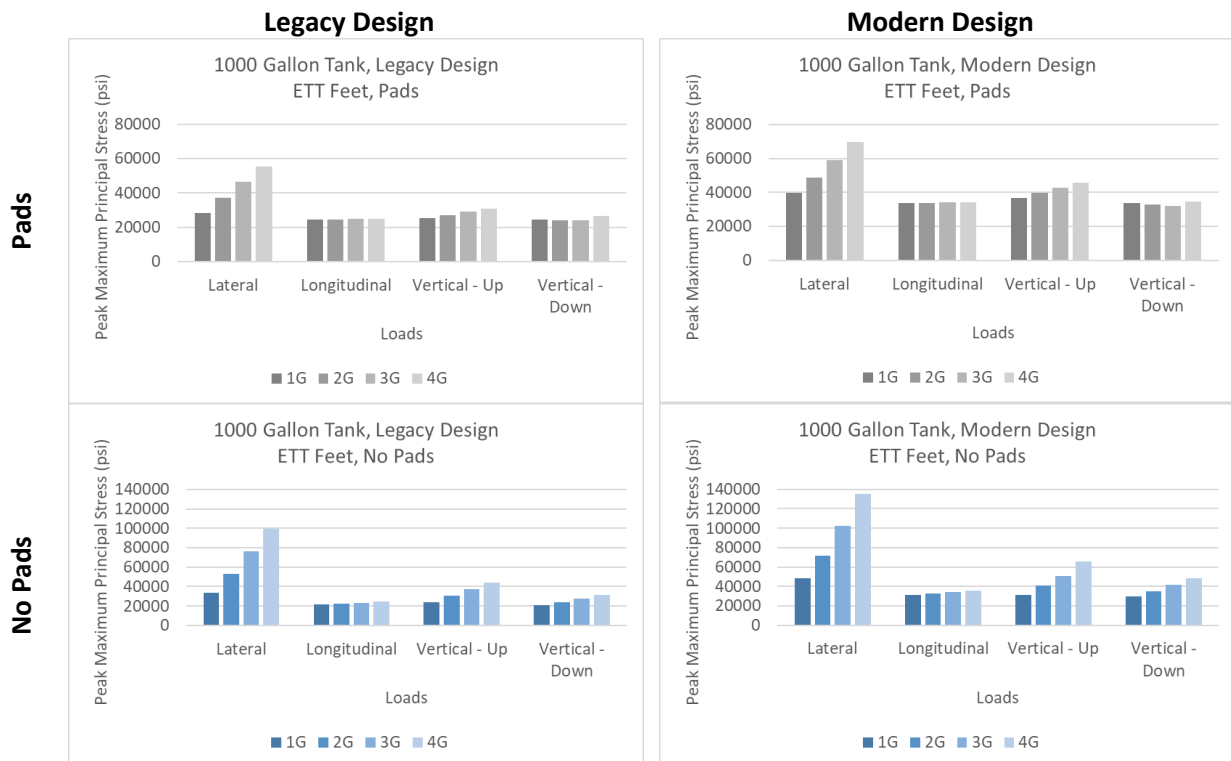 Legacy Design
Modern Design
Pads
1000 Gallon Tank, Legacy Design
ETT Feet, Pads
Peak Maximum Principal Stress (psi)
80000
60000
40000
20000
0
Lateral
Longitudinal
Vertical - Up
Vertical -
Down
Loads
1G
2G
3G
4G
1000 Gallon Tank, Modern Design
ETT Feet, Pads
Peak Maximum Principal Stress (psi)
80000
60000
40000
20000
0
Lateral
Longitudinal
Vertical - Up
Vertical -
Down
Loads
1G
2G
3G
4G
No Pads
1000 Gallon Tank, Legacy Design
ETT Feet, No Pads
Peak Maximum Principal Stress (psi)
140000
120000
100000
80000
60000
40000
20000
0
Lateral
Longitudinal
Vertical - Up
Vertical -
Down
Loads
1G
2G
3G
4G
1000 Gallon Tank, Modern Design
ETT Feet, No Pads
Peak Maximum Principal Stress (psi)
140000
120000
100000
80000
60000
40000
20000
0
Lateral
Longitudinal
Vertical - Up
Vertical -
Down
Loads
1G
2G
3G
4G